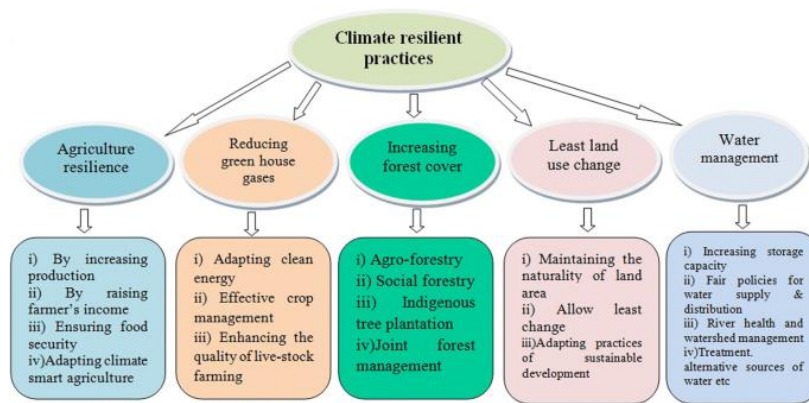 Climate resilient
practices
Agriculture
resilience
Reducing
green house
gases
Increasing
forest cover
Least land
use change
Water
management
i) By increasing
production
ii) By raising
farmer's income
iii) Ensuring food
security
iv)Adapting climate
smart agriculture
i) Adapting clean
energy
ii) Effective crop
management
iii) Enhancing the
quality of live-stock
farming
i) Agro-forestry
ii) Social forestry
iii) Indigenous
tree plantation
iv)Joint forest
management
i) Maintaining the
naturality of land
area
ii) Allow least
change
iii)Adapting practices
of sustainable
development
i) Increasing storage
capacity
ii) Fair policies for
water supply &
distribution
iii) River health and
watershed management
iv)Treatment.
alternative sources of
water etc